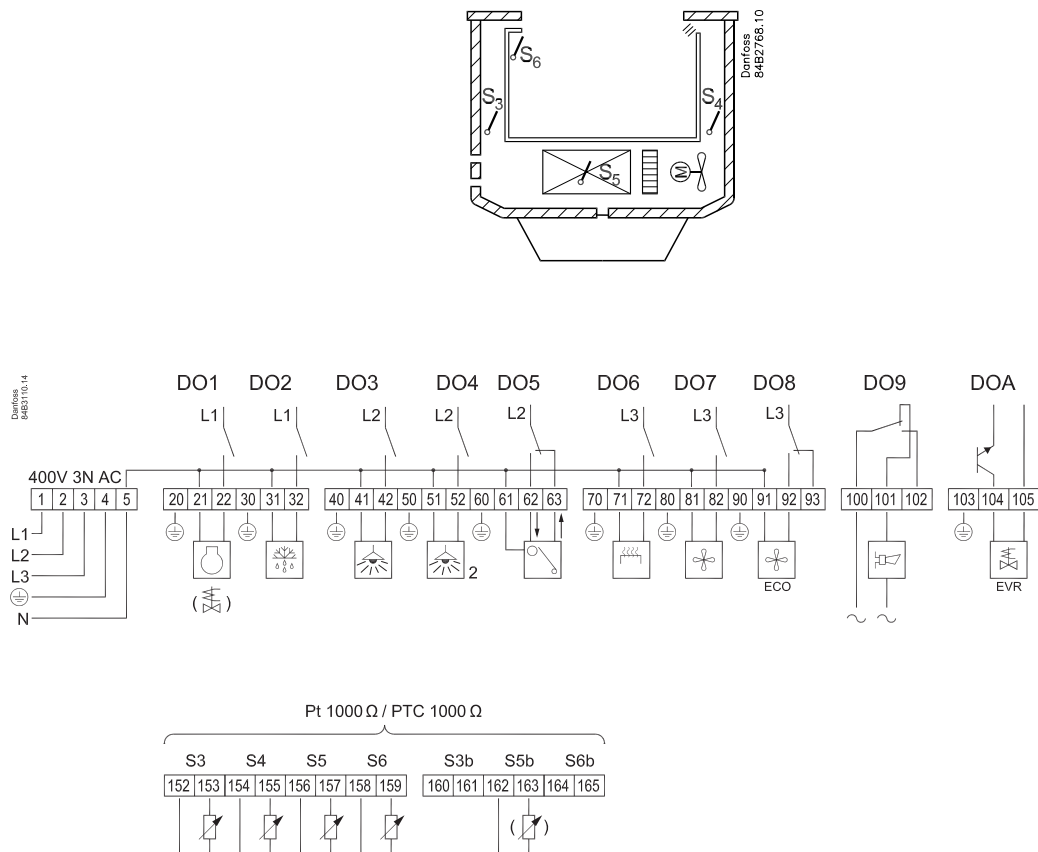 Danfoss
84B2768.10
S6
S3
S4
M
S5
Danfoss
84B3110.14
DO1 DO2 DO3 DO4 DO5 DO6 DO7 DO8 DO9 DOA
L1 L1 L2 L2 L2 L3 L3 L3
400V 3N AC
1 2 3 4 5 20 21 22 30 31 32 40 41 42 50 51 52 60 61 62 63 70 71 72 80 81 82 90 91 92 93 100 101 102 103 104 105
L1
L2
L3
N
2
ECO
EVR
( )
Pt 1000 Ω / PTC 1000 Ω
S3 S4 S5 S6 S3b S5b S6b
152 153 154 155 156 157 158 159 160 161 162 163 164 165
( )